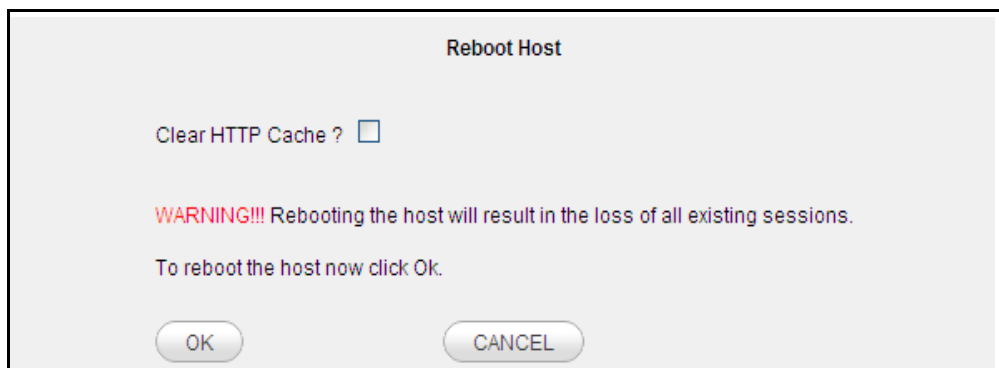 Reboot Host
Clear HTTP Cache ?
WARNING!!! Rebooting the host will result in the loss of all existing sessions.
To reboot the host now click Ok.
OK CANCEL